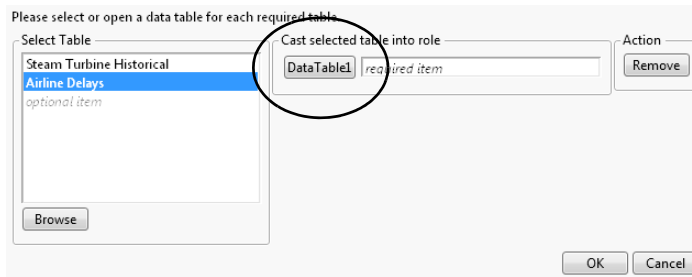 Please select or open a data table for each required table.
Select Table
Cast selected table into role
Action
Steam Turbine Historical
Airline Delays
optional item
DataTable1
required item
Remove
Browse
OK
Cancel